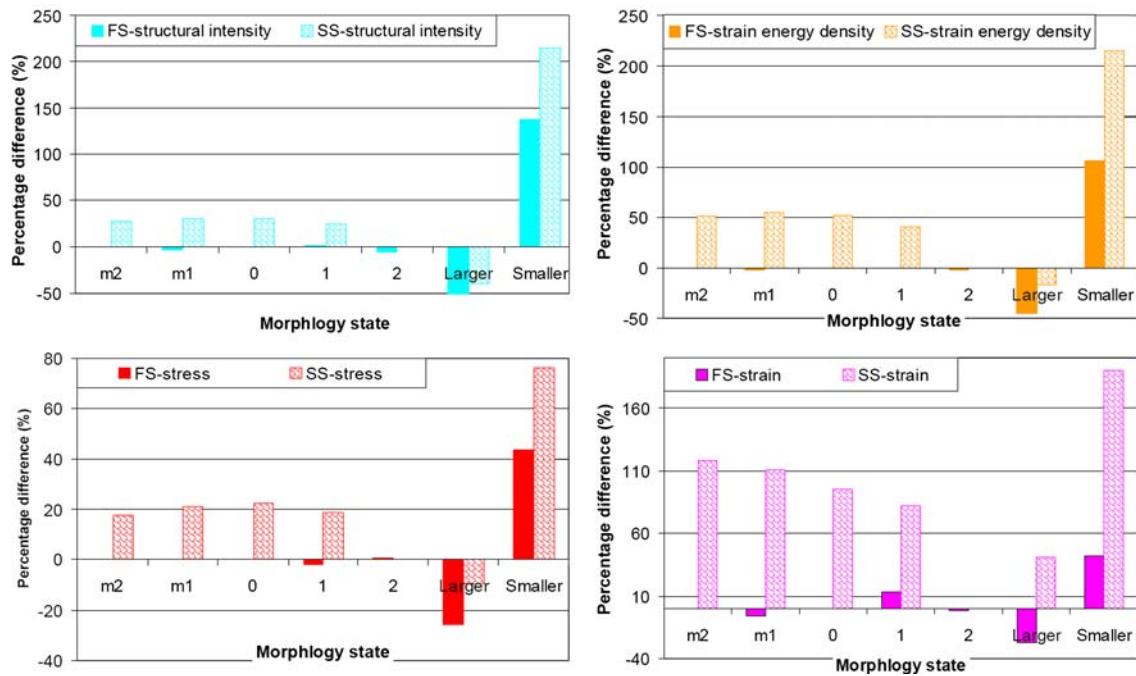 FS-structural intensity SS-structural intensity
Percentage difference (%)
250
200
150
100
50
0
-50
m2 m1 0 1 2 Larger Smaller
Morphlogy state
FS-strain energy density SS-strain energy density
Percentage difference (%)
250
200
150
100
50
0
-50
m2 m1 0 1 2 Larger Smaller
Morphlogy state
FS-stress SS-stress
Percentage difference (%)
80
60
40
20
0
-20
-40
m2 m1 0 1 2 Larger Smaller
Morphlogy state
FS-strain SS-strain
Percentage difference (%)
160
110
60
10
-40
m2 m1 0 1 2 Larger Smaller
Morphlogy state